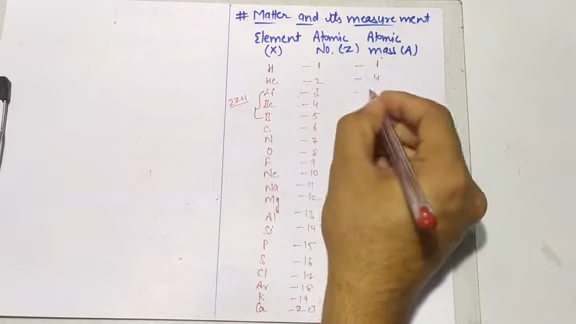 # Matter and its measurement
Element Atomic Atomic
(X) No. (Z) mass (A)
H - 1 - 1
He - 2 - 4
2Z+1 Li - 3 -
Be - 4
B - 5
C - 6
N - 7
O - 8
F - 9
Ne - 10
Na - 11
Mg - 12
Al - 13
Si - 14
P - 15
S - 16
Cl - 17
Ar - 18
K - 19
Ca - 20